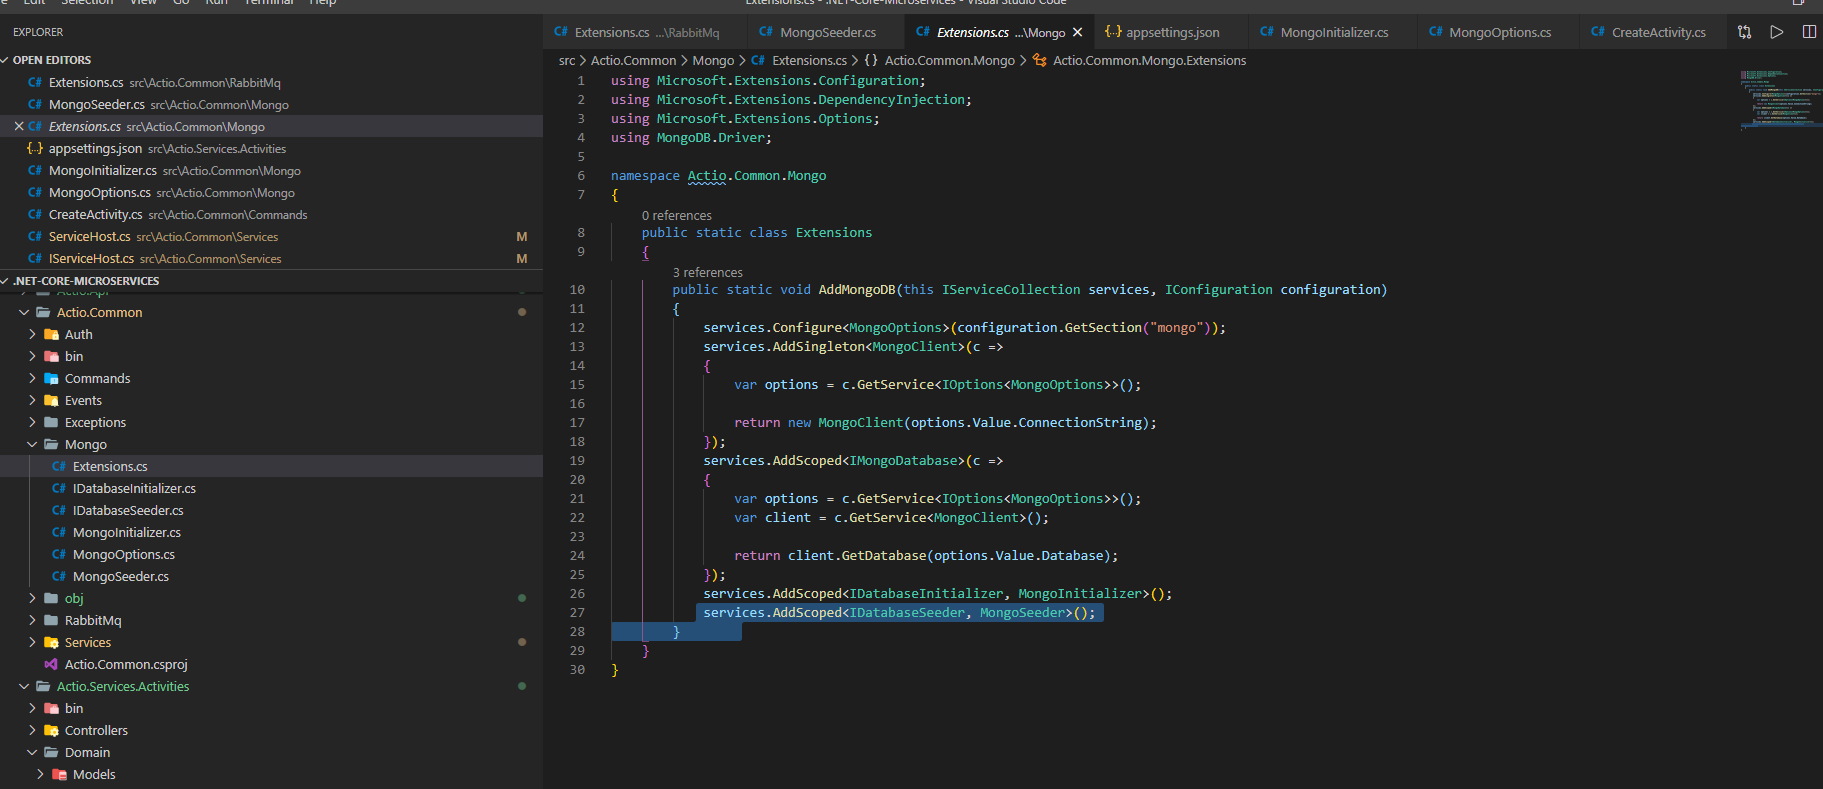 Edit Selection View Go Run Terminal Help
Extensions.cs - .NET-Core-Microservices - Visual Studio Code
EXPLORER
OPEN EDITORS
C# Extensions.cs src\Actio.Common\RabbitMq
C# MongoSeeder.cs src\Actio.Common\Mongo
C# Extensions.cs src\Actio.Common\Mongo
{..} appsettings.json src\Actio.Services.Activities
C# MongoInitializer.cs src\Actio.Common\Mongo
C# MongoOptions.cs src\Actio.Common\Mongo
C# CreateActivity.cs src\Actio.Common\Commands
C# ServiceHost.cs src\Actio.Common\Services M
C# IServiceHost.cs src\Actio.Common\Services M
.NET-CORE-MICROSERVICES
Actio.Api
Actio.Common
Auth
bin
Commands
Events
Exceptions
Mongo
C# Extensions.cs
C# IDatabaseInitializer.cs
C# IDatabaseSeeder.cs
C# MongoInitializer.cs
C# MongoOptions.cs
C# MongoSeeder.cs
obj
RabbitMq
Services
Actio.Common.csproj
Actio.Services.Activities
bin
Controllers
Domain
Models
C# Extensions.cs ...\RabbitMq C# MongoSeeder.cs C# Extensions.cs ...\Mongo {..} appsettings.json C# MongoInitializer.cs C# MongoOptions.cs C# CreateActivity.cs
src > Actio.Common > Mongo > C# Extensions.cs > {} Actio.Common.Mongo > Actio.Common.Mongo.Extensions
1 using Microsoft.Extensions.Configuration;
2 using Microsoft.Extensions.DependencyInjection;
3 using Microsoft.Extensions.Options;
4 using MongoDB.Driver;
5
6 namespace Actio.Common.Mongo
7 {
0 references
8 public static class Extensions
9 {
3 references
10 public static void AddMongoDB(this IServiceCollection services, IConfiguration configuration)
11 {
12 services.Configure<MongoOptions>(configuration.GetSection("mongo"));
13 services.AddSingleton<MongoClient>(c =>
14 {
15 var options = c.GetService<IOptions<MongoOptions>>();
16
17 return new MongoClient(options.Value.ConnectionString);
18 });
19 services.AddScoped<IMongoDatabase>(c =>
20 {
21 var options = c.GetService<IOptions<MongoOptions>>();
22 var client = c.GetService<MongoClient>();
23
24 return client.GetDatabase(options.Value.Database);
25 });
26 services.AddScoped<IDatabaseInitializer, MongoInitializer>();
27 services.AddScoped<IDatabaseSeeder, MongoSeeder>();
28 }
29 }
30 }